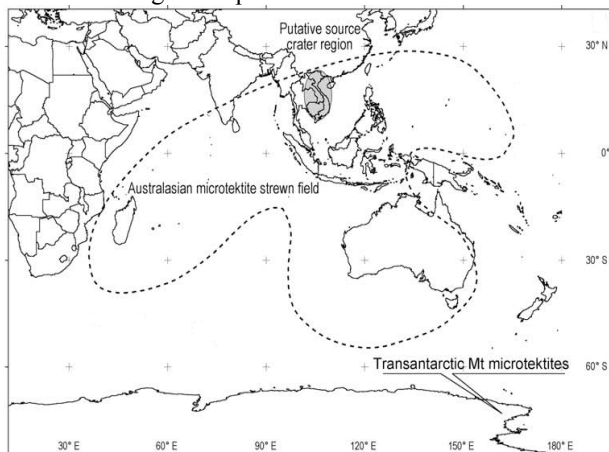 Putative source
crater region
30°N
0°
Australasian microtektite strewn field
30° S
60° S
Transantarctic Mt microtektites
30° E
60° E
90° E
120° E
150° E
180° E